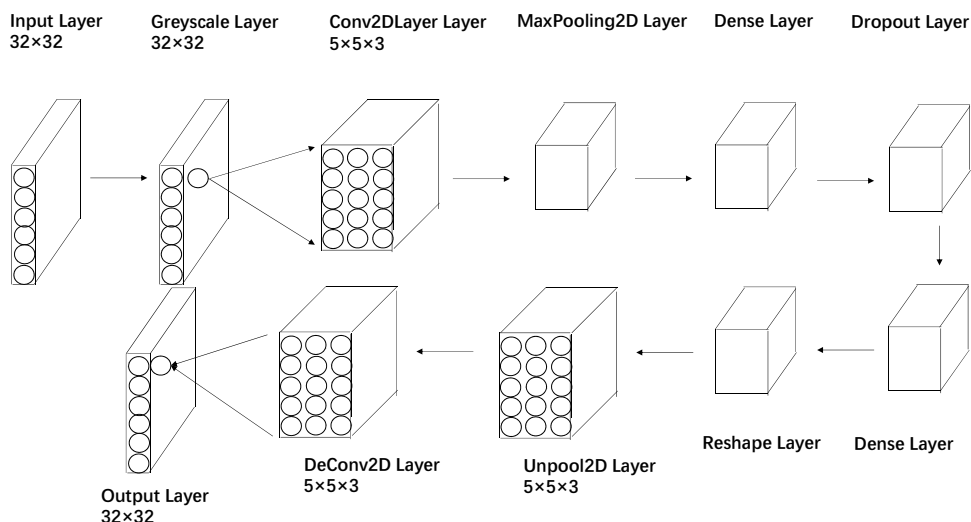 Input Layer
32×32
Greyscale Layer
32×32
Conv2DLayer Layer
5×5×3
MaxPooling2D Layer
Dense Layer
Dropout Layer
Dense Layer
Reshape Layer
Unpool2D Layer
5×5×3
DeConv2D Layer
5×5×3
Output Layer
32×32